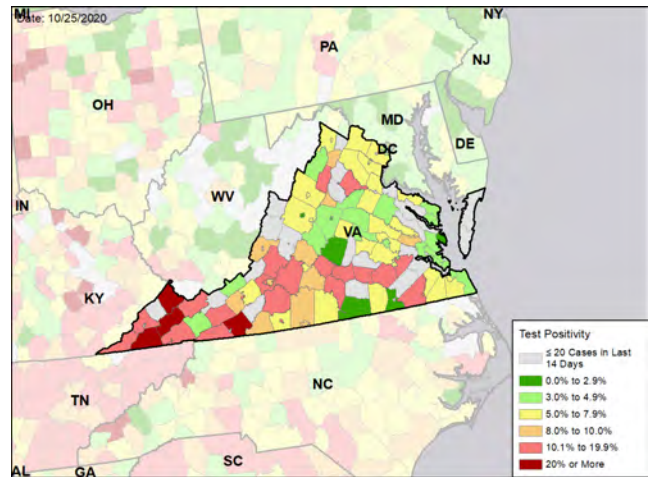 MI
Date: 10/25/2020
NY
PA
NJ
OH
MD
DE
DC
WV
IN
VA
KY
TN
NC
SC
AL
GA
Test Positivity
≤ 20 Cases in Last
14 Days
0.0% to 2.9%
3.0% to 4.9%
5.0% to 7.9%
8.0% to 10.0%
10.1% to 19.9%
20% or More